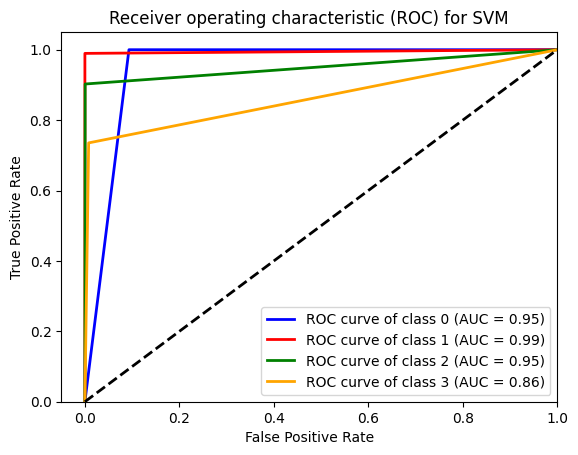 Receiver operating characteristic (ROC) for SVM
True Positive Rate
1.0
0.8
0.6
0.4
0.2
0.0
ROC curve of class 0 (AUC = 0.95)
ROC curve of class 1 (AUC = 0.99)
ROC curve of class 2 (AUC = 0.95)
ROC curve of class 3 (AUC = 0.86)
0.0 0.2 0.4 0.6 0.8 1.0
False Positive Rate